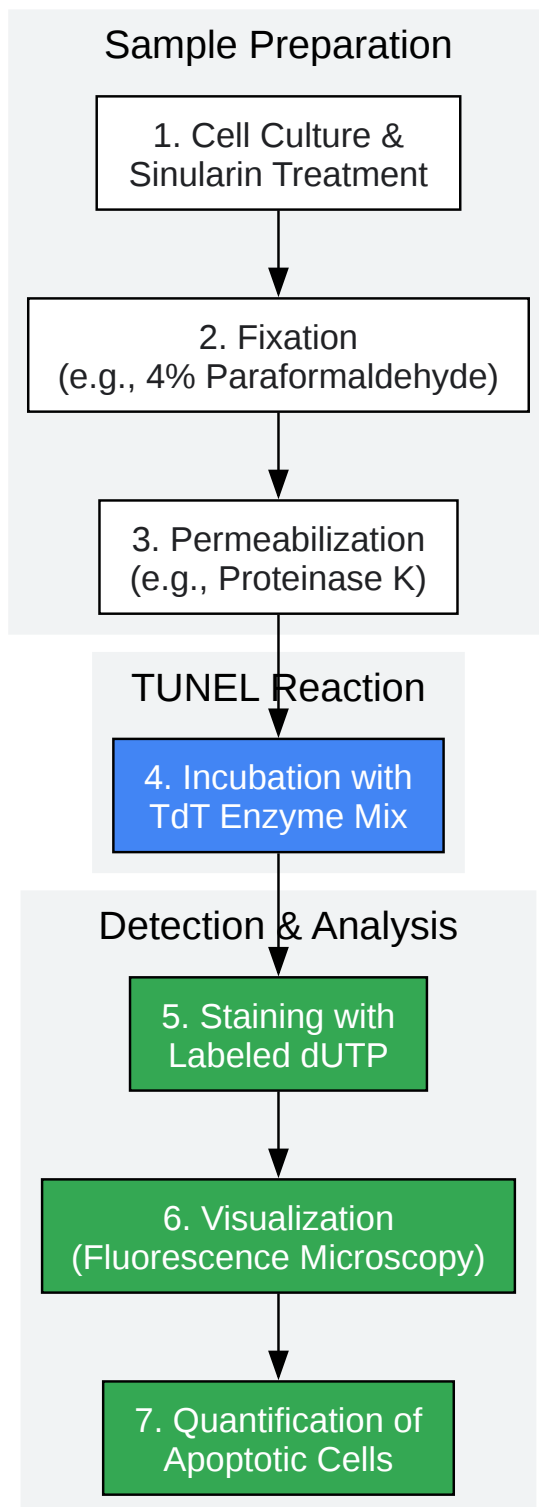 Sample Preparation
1. Cell Culture &
Sinularin Treatment
2. Fixation
(e.g., 4% Paraformaldehyde)
3. Permeabilization
(e.g., Proteinase K)
TUNEL Reaction
4. Incubation with
TdT Enzyme Mix
Detection & Analysis
5. Staining with
Labeled dUTP
6. Visualization
(Fluorescence Microscopy)
7. Quantification of
Apoptotic Cells